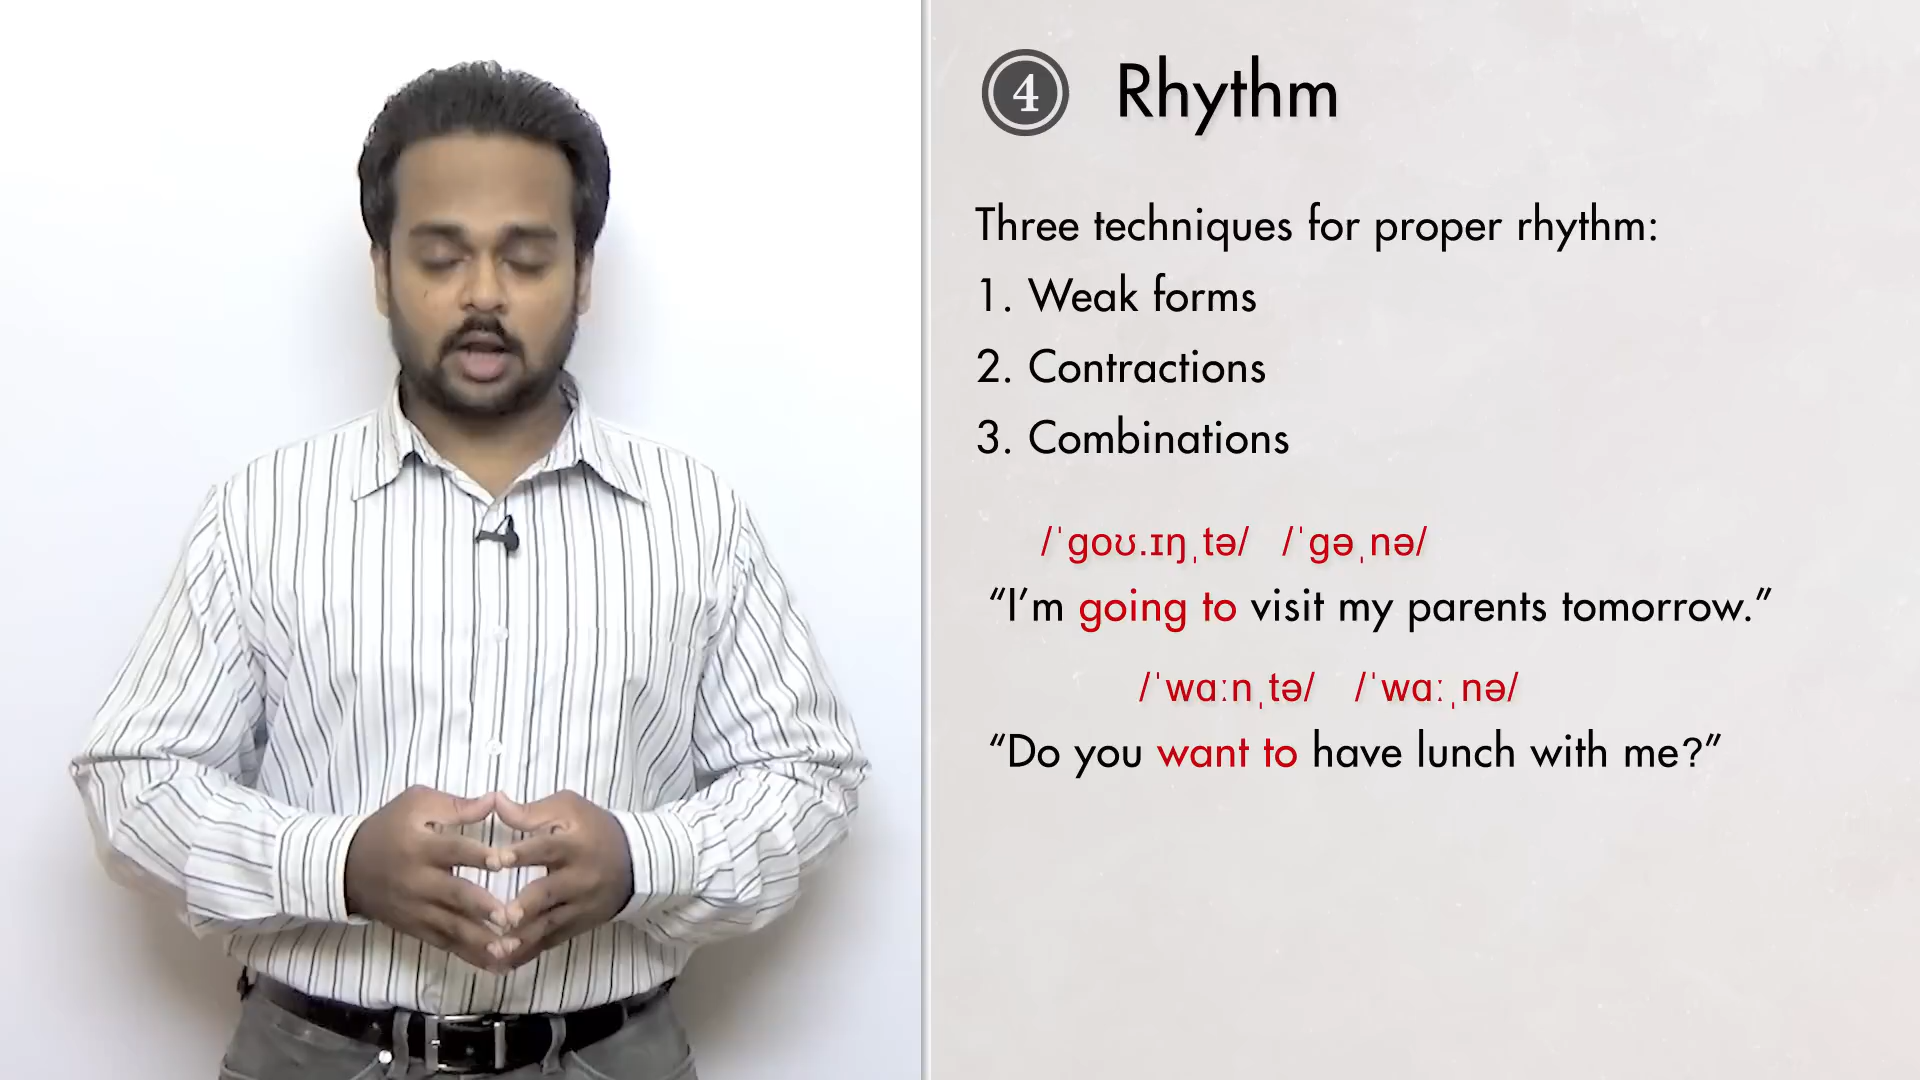 4 Rhythm
Three techniques for proper rhythm:
1. Weak forms
2. Contractions
3. Combinations
/ˈgoʊ.ɪŋˌtə/ /ˈgəˌnə/
“I’m going to visit my parents tomorrow.”
/ˈwɑːnˌtə/ /ˈwɑːˌnə/
“Do you want to have lunch with me?”